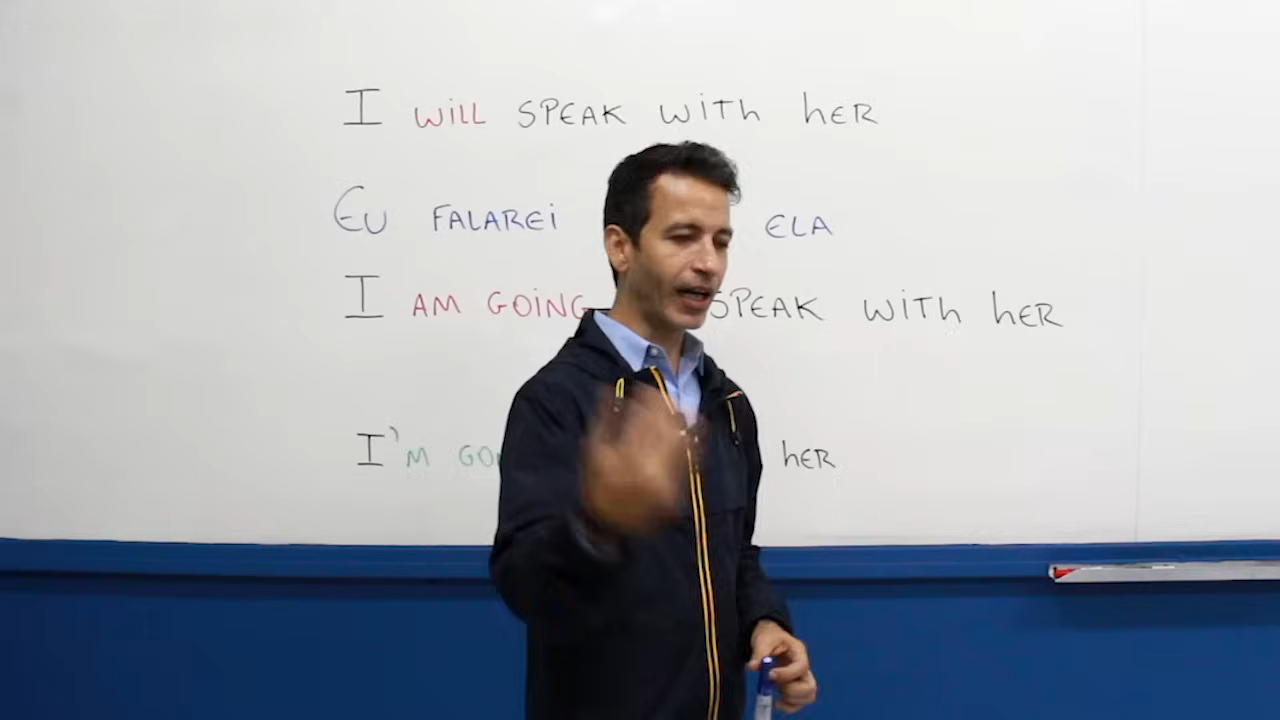 I WILL SPEAK WITH HER
EU FALAREI ELA
I AM GOING SPEAK WITH HER
I'M HER